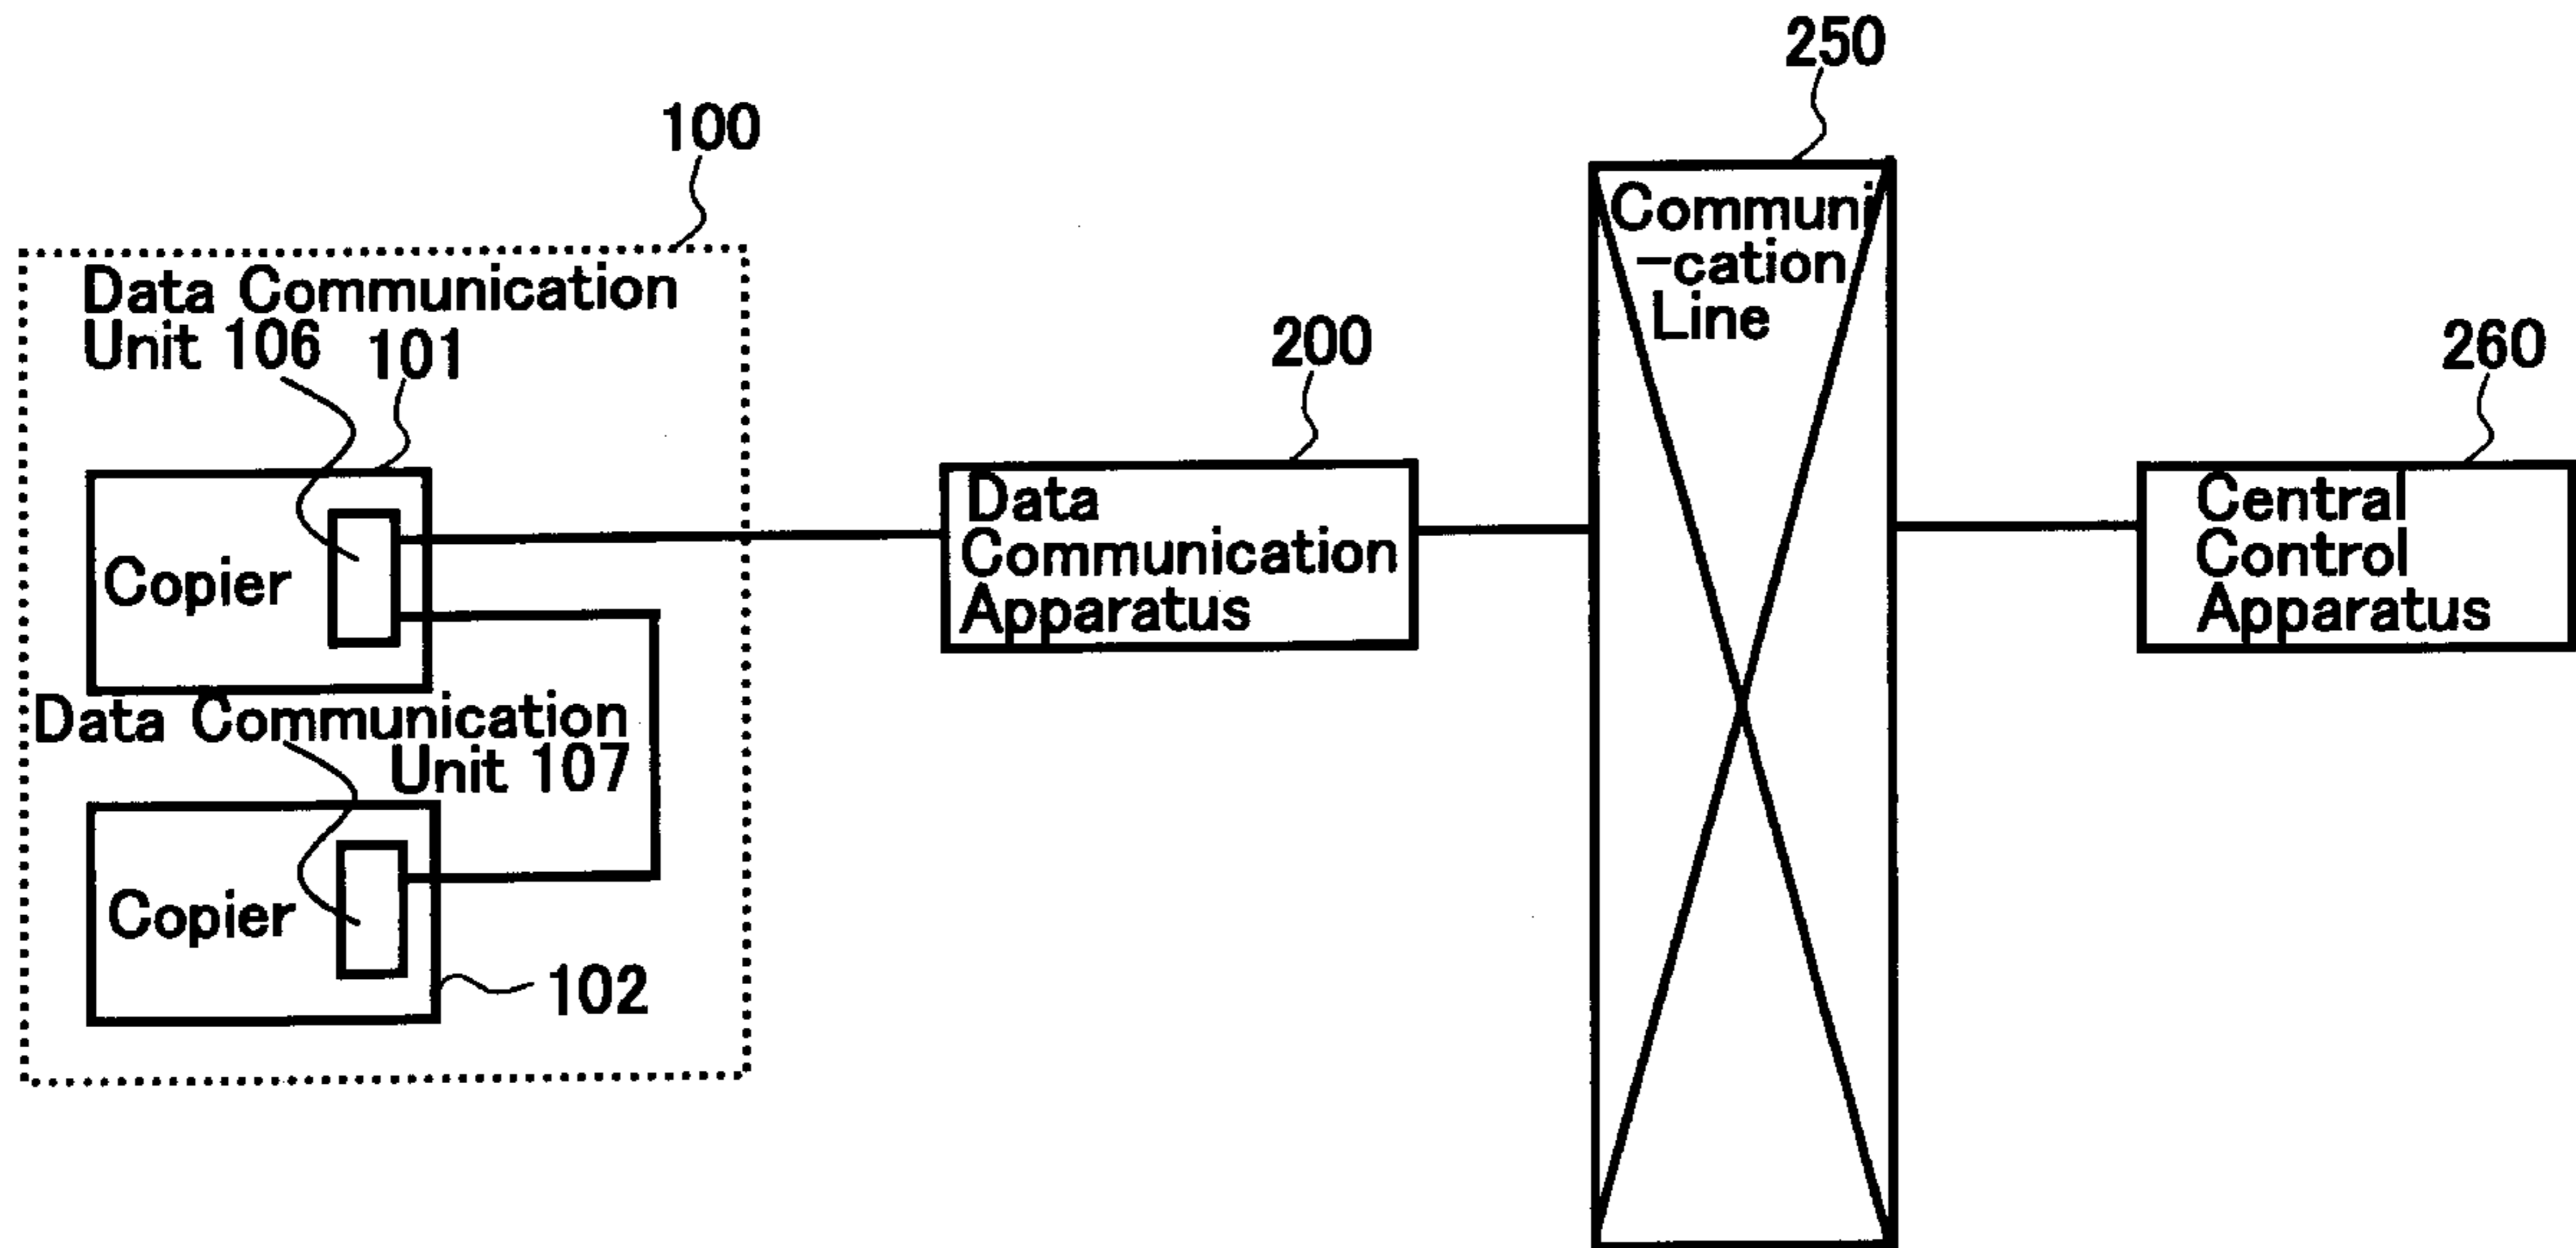 250
100
Communi
-cation
Line
Data Communication
Unit 106
101
200
260
Copier
Data
Communication
Apparatus
Central
Control
Apparatus
Data Communication
Unit 107
Copier
102